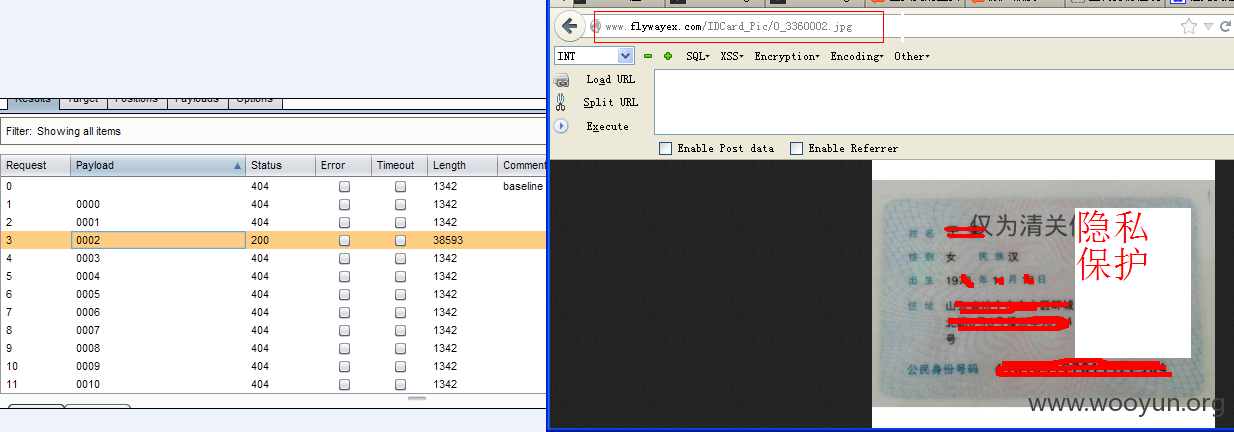 Results Target Positions Payloads Options
Filter: Showing all items
Request Payload Status Error Timeout Length Comment
0 404 1342 baseline
1 0000 404 1342
2 0001 404 1342
3 0002 200 38593
4 0003 404 1342
5 0004 404 1342
6 0005 404 1342
7 0006 404 1342
8 0007 404 1342
9 0008 404 1342
10 0009 404 1342
11 0010 404 1342
www.flywayex.com/IDCard_Pic/O_3360002.jpg
INT SQL XSS Encryption Encoding Other
Load URL
Split URL
Execute
Enable Post data Enable Referrer
仅为清关
隐私
保护
姓名
性别 女 民族 汉
出生 年 月 日
住址
号
公民身份号码
www.wooyun.org